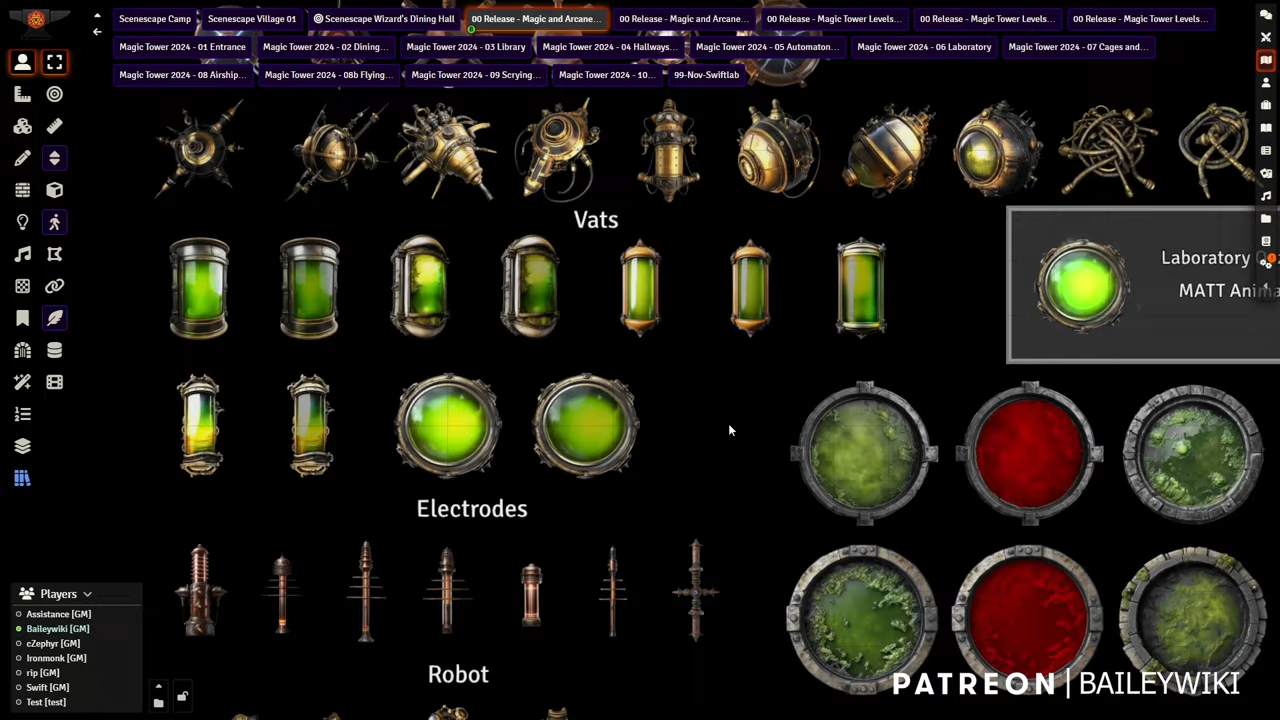 Scenescape Camp
Scenescape Village 01
Scenescape Wizard's Dining Hall
00 Release - Magic and Arcane...
00 Release - Magic and Arcane...
00 Release - Magic Tower Levels...
00 Release - Magic Tower Levels...
00 Release - Magic Tower Levels...
Magic Tower 2024 - 01 Entrance
Magic Tower 2024 - 02 Dining...
Magic Tower 2024 - 03 Library
Magic Tower 2024 - 04 Hallways...
Magic Tower 2024 - 05 Automaton...
Magic Tower 2024 - 06 Laboratory
Magic Tower 2024 - 07 Cages and...
Magic Tower 2024 - 08 Airship...
Magic Tower 2024 - 08b Flying...
Magic Tower 2024 - 09 Scrying...
Magic Tower 2024 - 10...
99-Nov-Swiftlab
Vats
Laboratory
MATT Anima
Electrodes
Robot
Players
Assistance [GM]
Baileywiki [GM]
cZephyr [GM]
Ironmonk [GM]
rip [GM]
Swift [GM]
Test [test]
PATREON | BAILEYWIKI